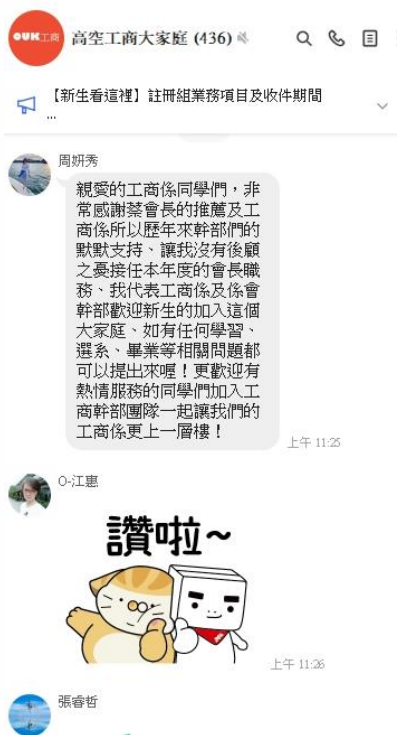 OUK工商
高空工商大家庭 (436)
【新生看這裡】註冊組業務項目及收件期間
...
周妍秀
親愛的工商係同學們，非
常感謝蔡會長的推薦及工
商係所以歷年來幹部們的
默默支持、讓我沒有後顧
之憂接任本年度的會長職
務、我代表工商係及係會
幹部歡迎新生的加入這個
大家庭、如有任何學習、
選系、畢業等相關問題都
可以提出來喔！更歡迎有
熱情服務的同學們加入工
商幹部團隊一起讓我們的
工商係更上一層樓！
上午 11:25
O-江惠
讚啦~
上午 11:26
張睿哲